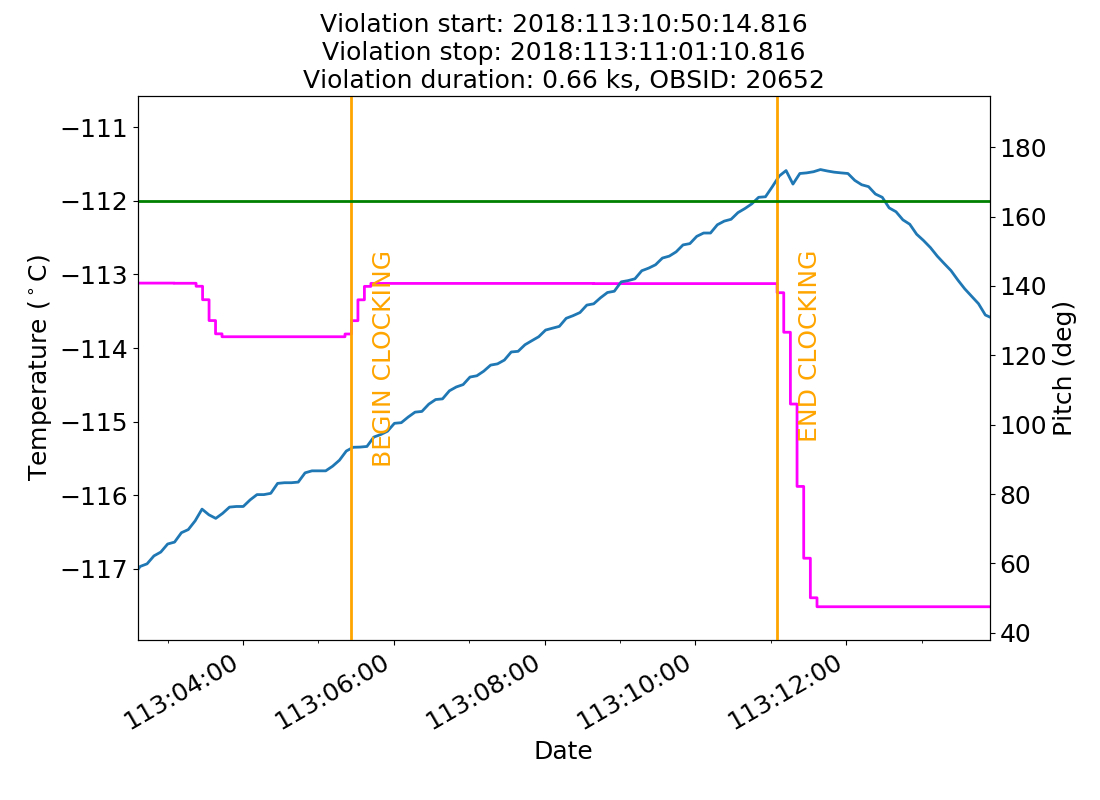 Violation start: 2018:113:10:50:14.816
Violation stop: 2018:113:11:01:10.816
Violation duration: 0.66 ks, OBSID: 20652
−111
−112
−113
−114
−115
−116
−117
Temperature (°C)
BEGIN CLOCKING
END CLOCKING
180
160
140
120
100
80
60
40
Pitch (deg)
113:04:00
113:06:00
113:08:00
113:10:00
113:12:00
Date